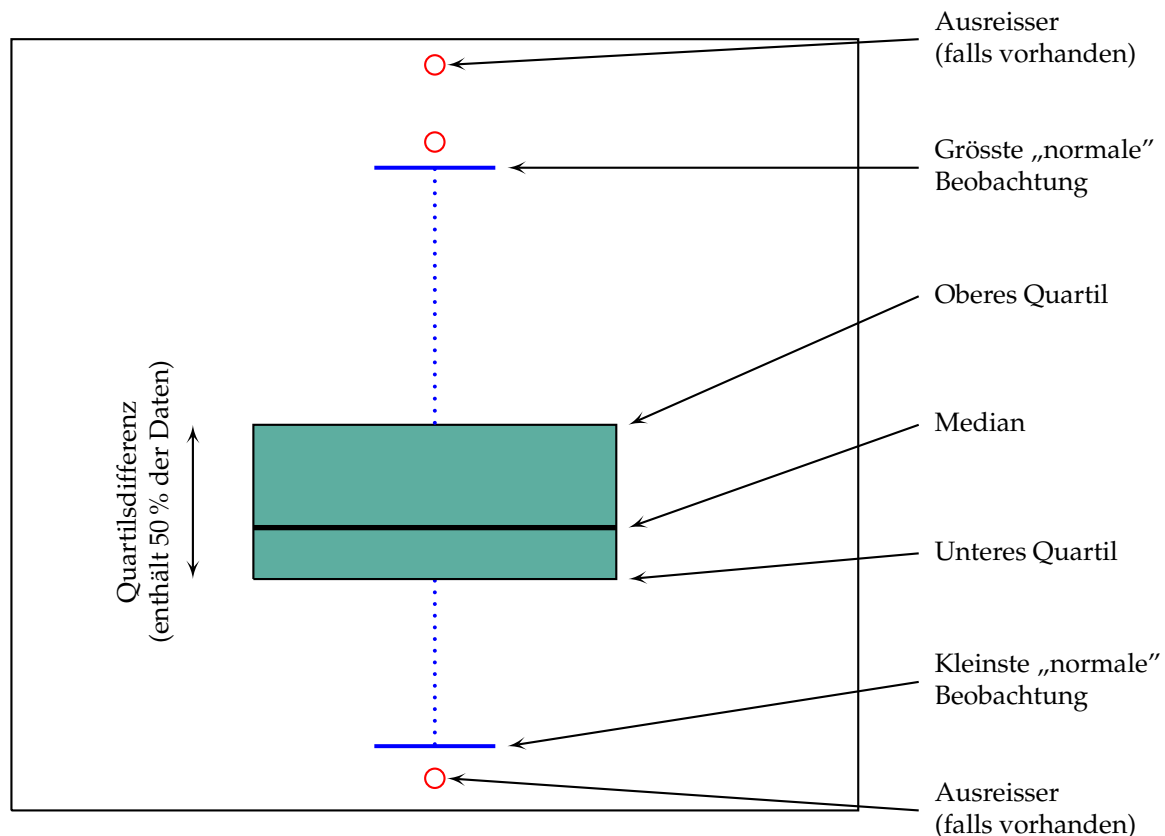 Ausreisser
(falls vorhanden)
Grösste „normale”
Beobachtung
Oberes Quartil
Quartilsdifferenz
(enthält 50 % der Daten)
Median
Unteres Quartil
Kleinste „normale”
Beobachtung
Ausreisser
(falls vorhanden)